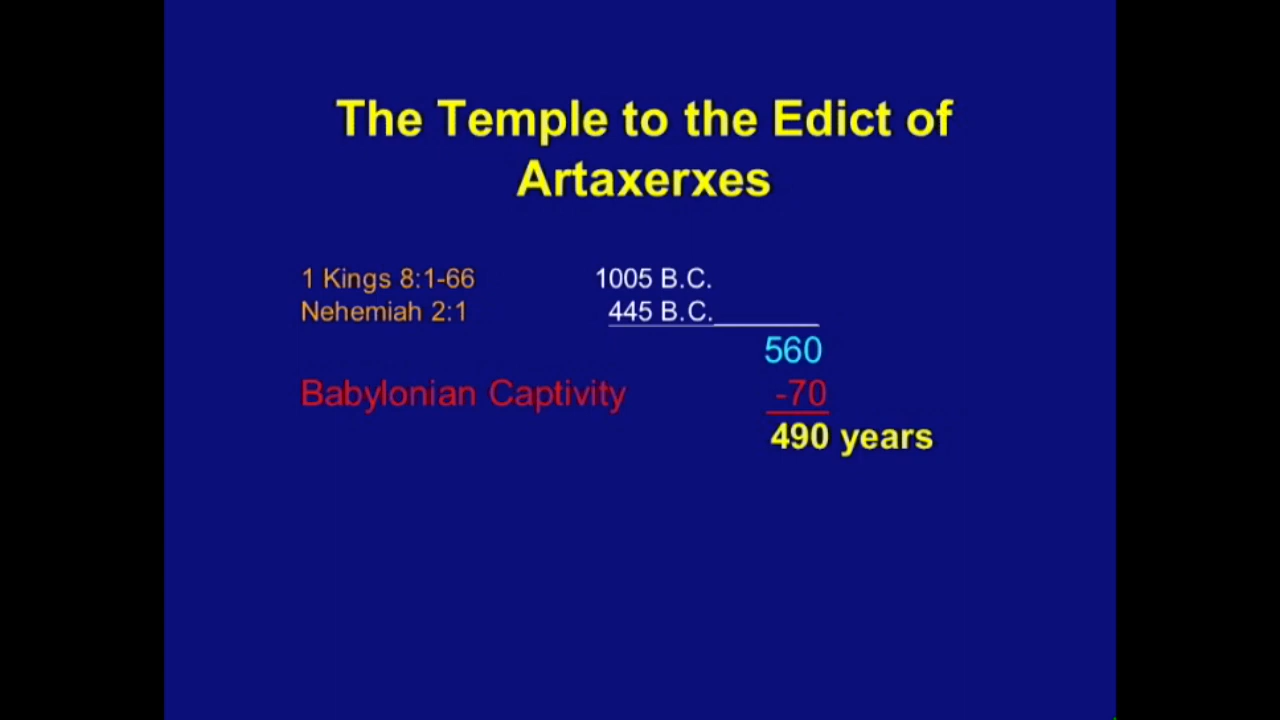 The Temple to the Edict of
Artaxerxes
1 Kings 8:1-66 1005 B.C.
Nehemiah 2:1 445 B.C.
560
Babylonian Captivity -70
490 years